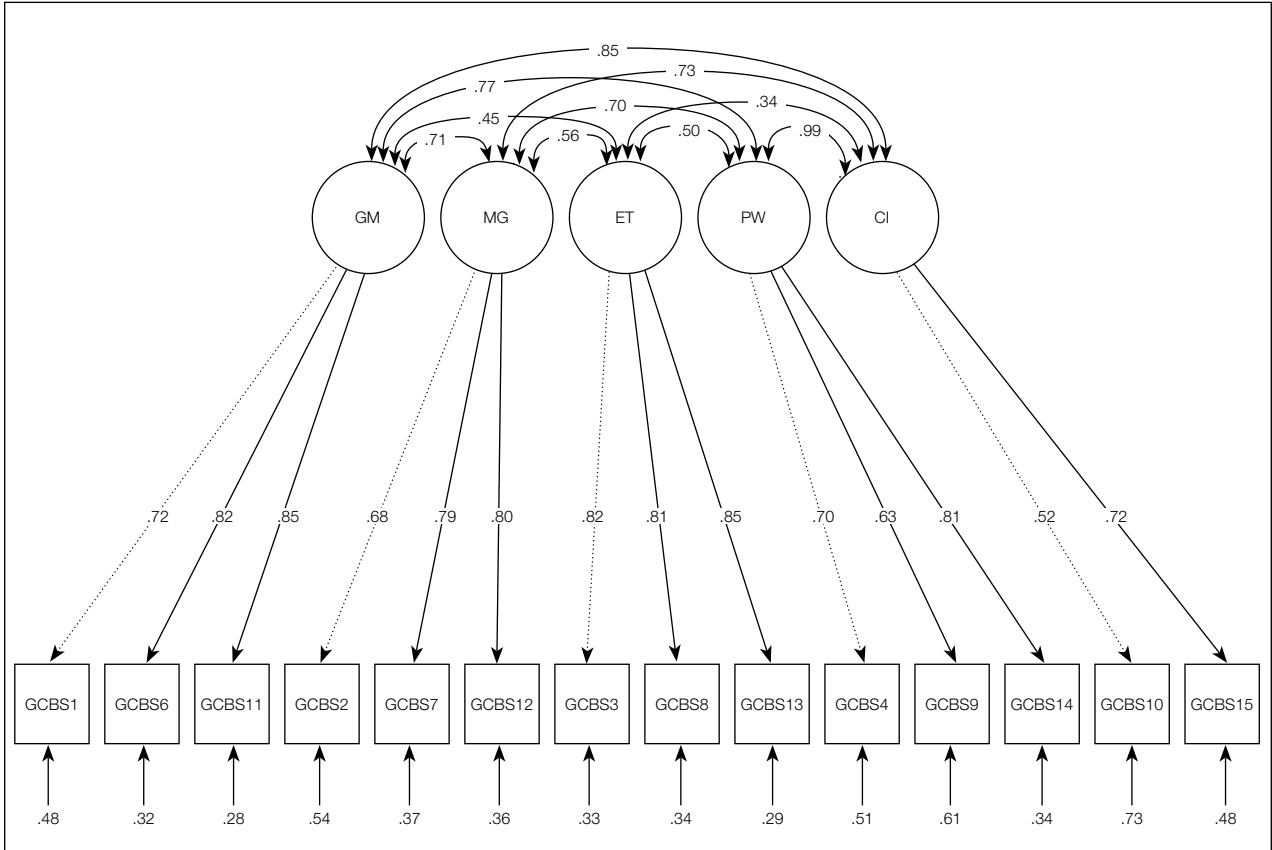 .85
.73
.77
.34
.70
.45
.99
.50
.56
.71
GM MG ET PW CI
.72 .82 .85 .68 .79 .80 .82 .81 .85 .70 .63 .81 .52 .72
GCBS1 GCBS6 GCBS11 GCBS2 GCBS7 GCBS12 GCBS3 GCBS8 GCBS13 GCBS4 GCBS9 GCBS14 GCBS10 GCBS15
.48 .32 .28 .54 .37 .36 .33 .34 .29 .51 .61 .34 .73 .48